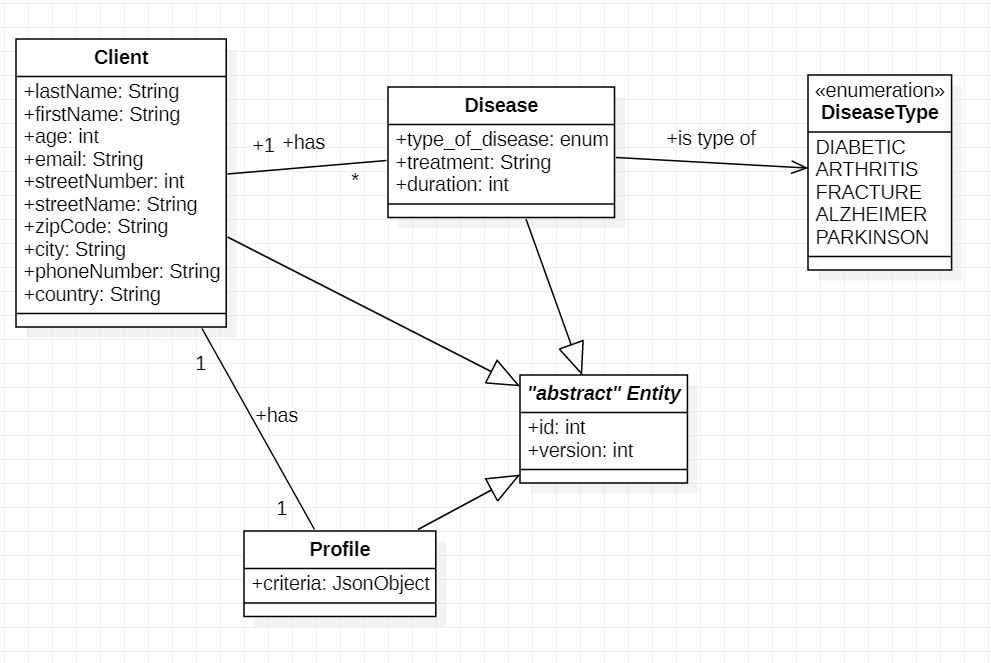 Client
+lastName: String
+firstName: String
+age: int
+email: String
+streetNumber: int
+streetName: String
+zipCode: String
+city: String
+phoneNumber: String
+country: String
+1 +has
*
Disease
+type_of_disease: enum
+treatment: String
+duration: int
+is type of
«enumeration»
DiseaseType
DIABETIC
ARTHRITIS
FRACTURE
ALZHEIMER
PARKINSON
1
+has
1
"abstract" Entity
+id: int
+version: int
Profile
+criteria: JsonObject